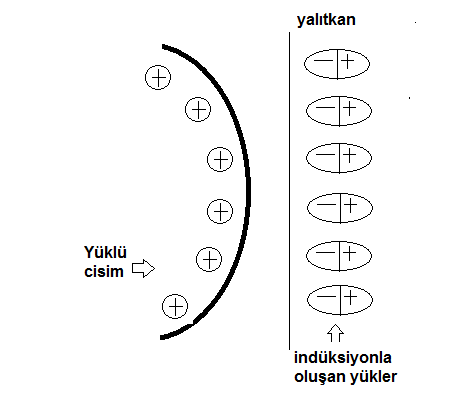 yalıtkan
Yüklü
cisim
indüksiyonla
oluşan yükler